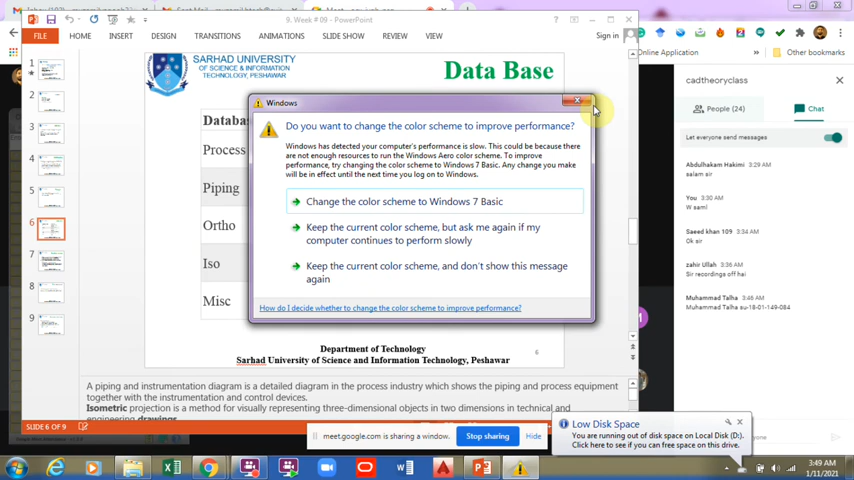 9. Week # 09 - PowerPoint
FILE HOME INSERT DESIGN TRANSITIONS ANIMATIONS SLIDE SHOW REVIEW VIEW Sign in
Online Application
Other bookmarks
SARHAD UNIVERSITY
OF SCIENCE & INFORMATION
TECHNOLOGY, PESHAWAR
Data Base
Process
Piping
Ortho
Iso
Misc
Department of Technology
Sarhad University of Science and Information Technology, Peshawar
6
1
2
3
4
5
6
7
8
9
Windows
Do you want to change the color scheme to improve performance?
Windows has detected your computer's performance is slow. This could be because there
are not enough resources to run the Windows Aero color scheme. To improve
performance, try changing the color scheme to Windows 7 Basic. Any change you make
will be in effect until the next time you log on to Windows.
Change the color scheme to Windows 7 Basic
Keep the current color scheme, but ask me again if my
computer continues to perform slowly
Keep the current color scheme, and don't show this message
again
How do I decide whether to change the color scheme to improve performance?
cadtheoryclass
People (24)
Chat
Let everyone send messages
Abdulhakam Hakimi 3:29 AM
salam sir
You 3:30 AM
W saml
Saeed khan 109 3:34 AM
Ok sir
zahir Ullah 3:36 AM
Sir recordings off hai
Muhammad Talha 3:46 AM
Muhammad Talha su-18-01-149-084
A piping and instrumentation diagram is a detailed diagram in the process industry which shows the piping and process equipment
together with the instrumentation and control devices.
Isometric projection is a method for visually representing three-dimensional objects in two dimensions in technical and
engineering drawings
SLIDE 6 OF 9
meet.google.com is sharing a window.
Stop sharing
Hide
Low Disk Space
You are running out of disk space on Local Disk (D:).
Click here to see if you can free space on this drive.
3:49 AM
1/11/2021